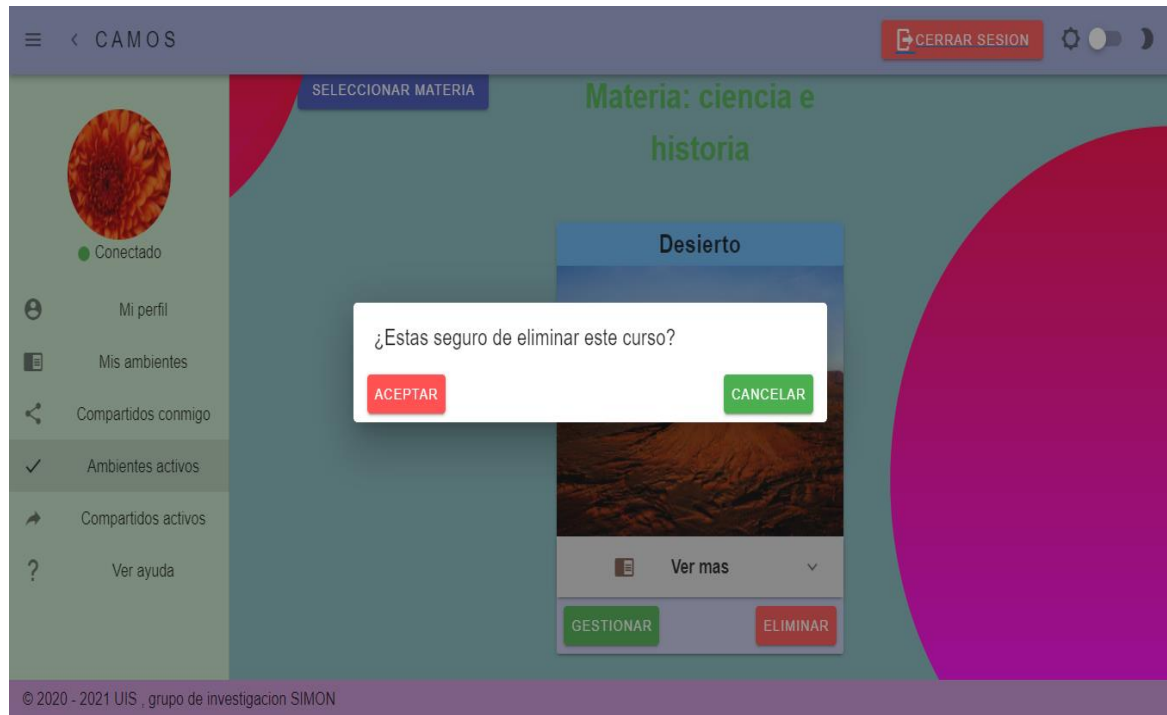 CAMOS
CERRAR SESION
SELECCIONAR MATERIA
Materia: ciencia e
historia
Conectado
Mi perfil
Mis ambientes
Compartidos conmigo
Ambientes activos
Compartidos activos
Ver ayuda
Desierto
¿Estas seguro de eliminar este curso?
ACEPTAR
CANCELAR
Ver mas
GESTIONAR
ELIMINAR
© 2020 - 2021 UIS , grupo de investigacion SIMON